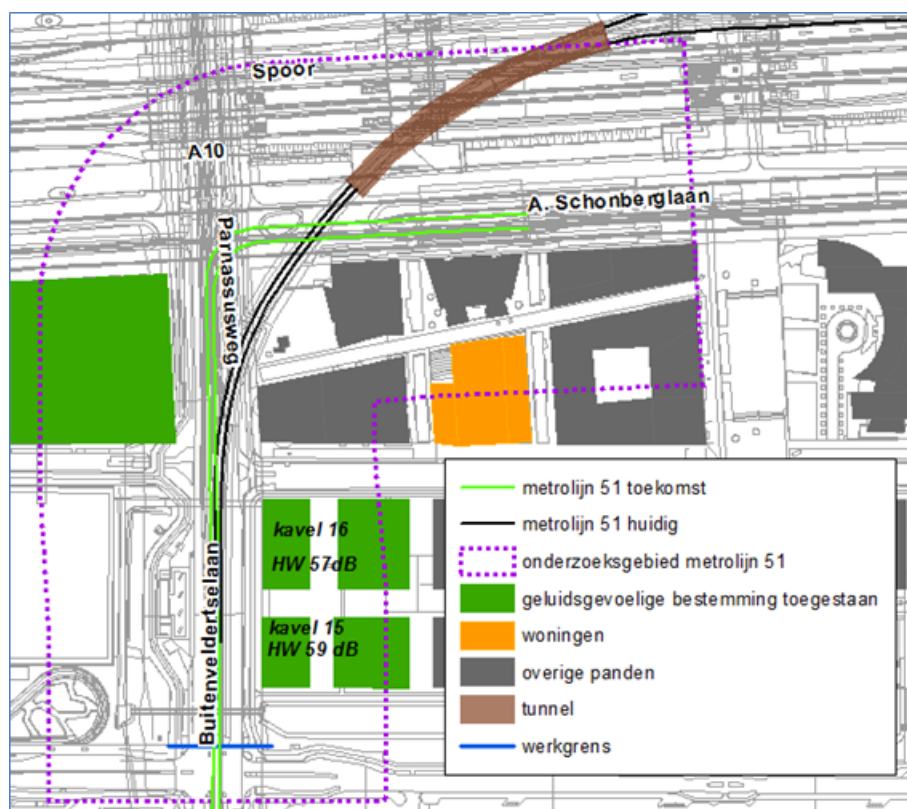 Spoor
A10
A. Schonberglaan
Parnassusweg
kavel 16
HW 57dB
kavel 15
HW 59 dB
Buitenveldertselaan
metrolijn 51 toekomst
metrolijn 51 huidig
onderzoeksgebied metrolijn 51
geluidsgevoelige bestemming toegestaan
woningen
overige panden
tunnel
werkgrens